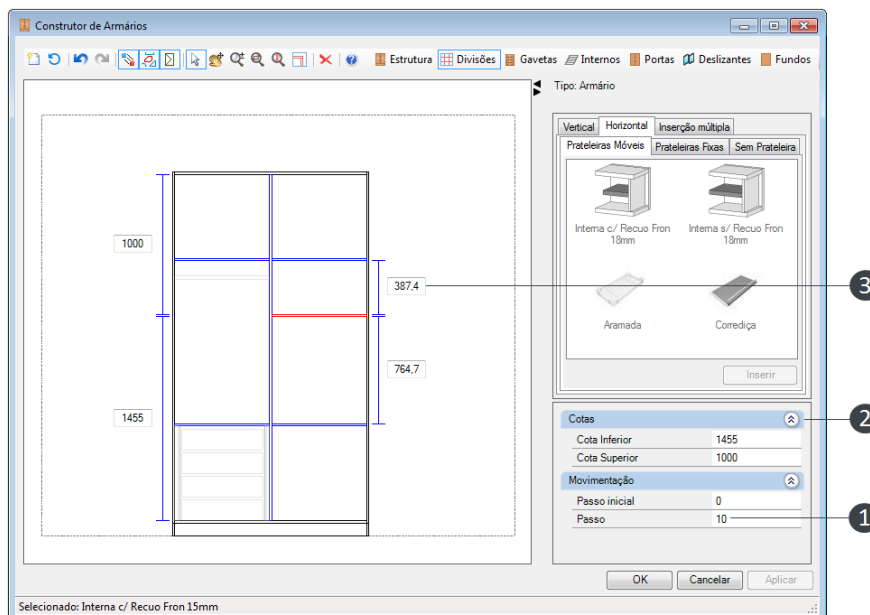 Construtor de Armários
Estrutura Divisões Gavetas Internos Portas Deslizantes Fundos
Tipo: Armário
Vertical Horizontal Inserção múltipla
Prateleiras Móveis Prateleiras Fixas Sem Prateleira
Interna c/ Recuo Fron
18mm
Interna s/ Recuo Fron
18mm
Aramada
Corrediça
Inserir
1000
387,4
3
764,7
1455
Cotas
2
Cota Inferior 1455
Cota Superior 1000
Movimentação
Passo inicial 0
Passo 10
1
OK Cancelar Aplicar
Selecionado: Interna c/ Recuo Fron 15mm